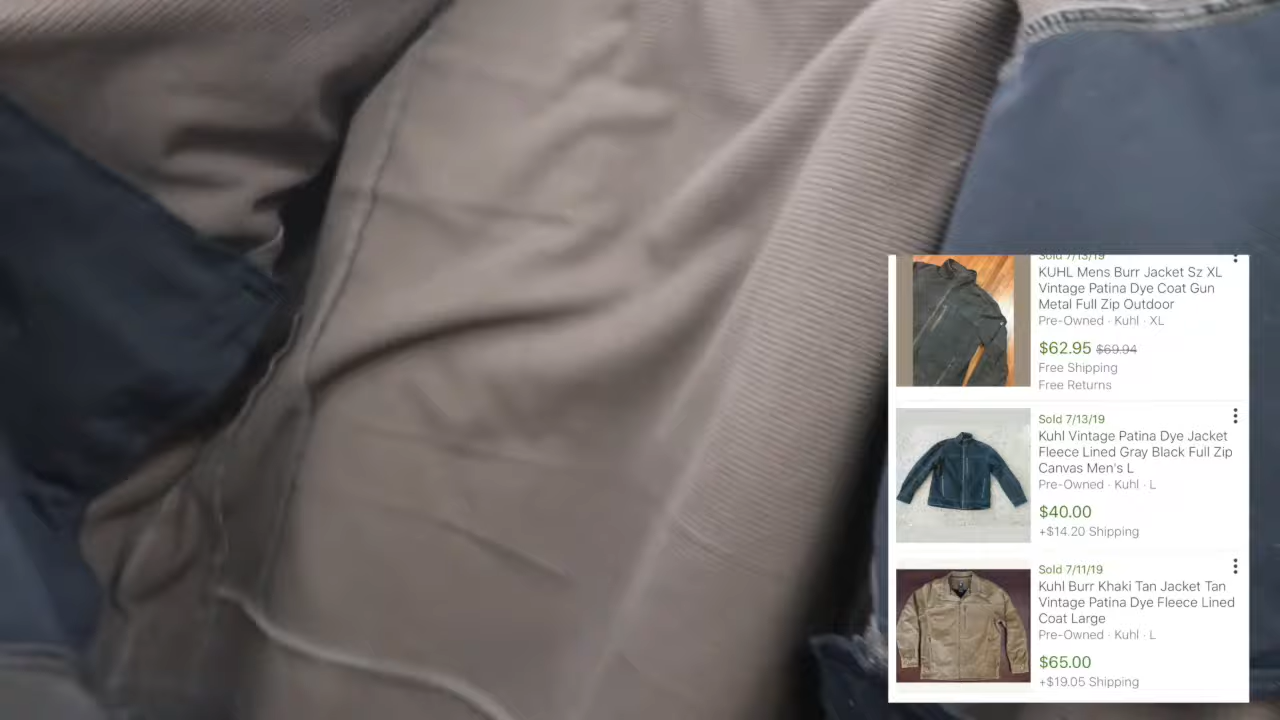 Sold 7/13/19
KUHL Mens Burr Jacket Sz XL
Vintage Patina Dye Coat Gun
Metal Full Zip Outdoor
Pre-Owned · Kuhl · XL
$62.95 $69.94
Free Shipping
Free Returns
Sold 7/13/19
Kuhl Vintage Patina Dye Jacket
Fleece Lined Gray Black Full Zip
Canvas Men's L
Pre-Owned · Kuhl · L
$40.00
+$14.20 Shipping
Sold 7/11/19
Kuhl Burr Khaki Tan Jacket Tan
Vintage Patina Dye Fleece Lined
Coat Large
Pre-Owned · Kuhl · L
$65.00
+$19.05 Shipping